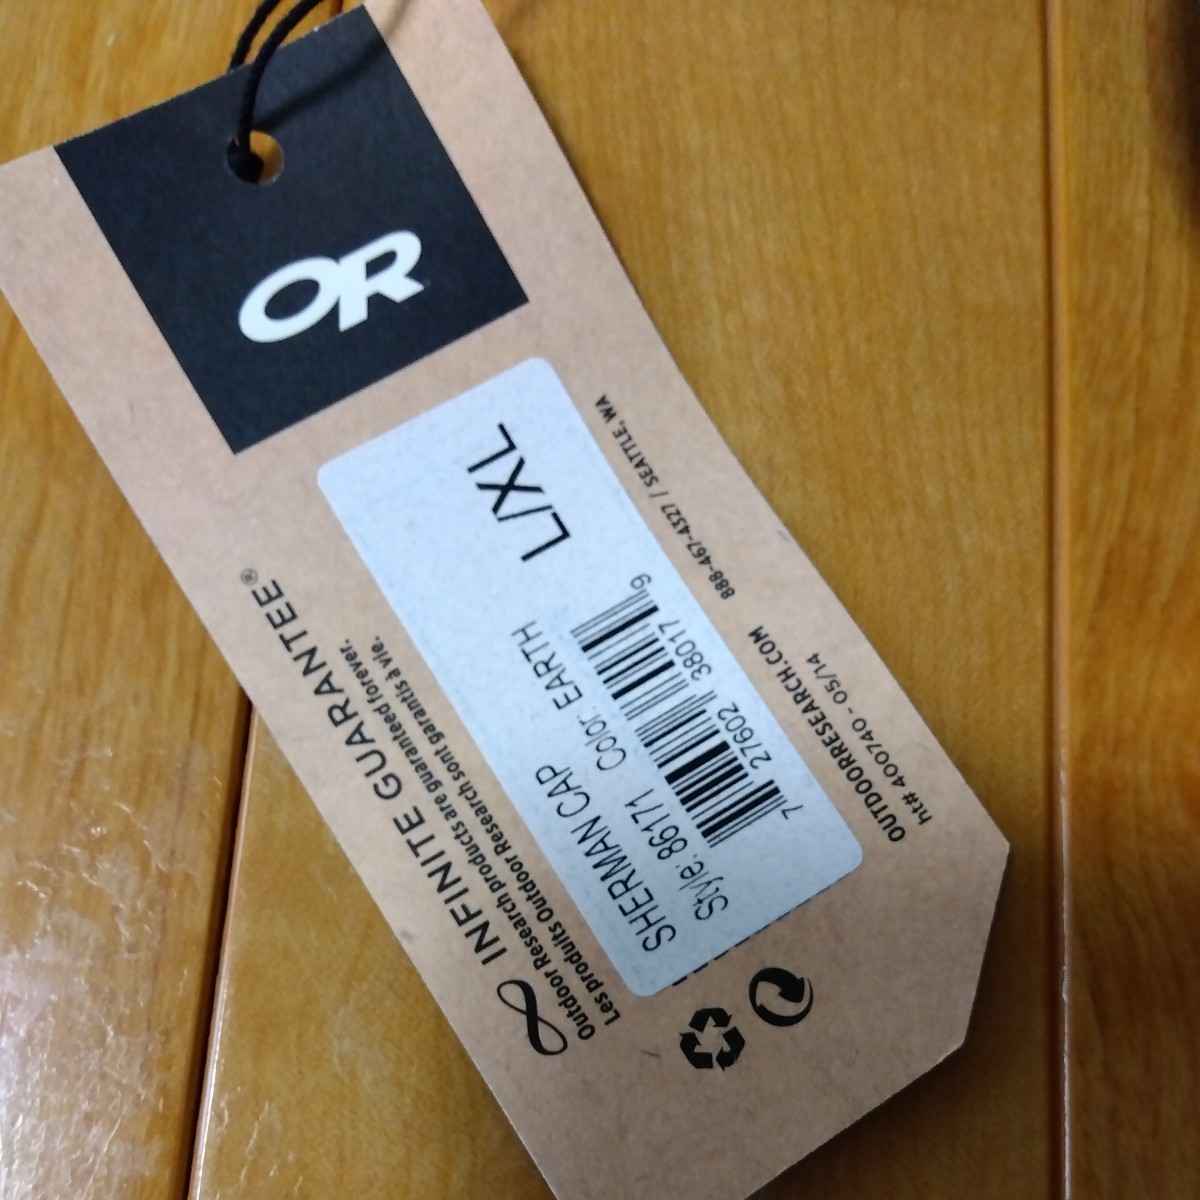 OR
∞ INFINITE GUARANTEE®
Outdoor Research products are guaranteed forever.
Les produits Outdoor Research sont garantis à vie.
L/XL
SHERMAN CAP
Style: 86171 Color: EARTH
7 27602 38017 9
888-467-4327 / SEATTLE, WA
OUTDOORRESEARCH.COM
ht# 400740 - 05/14